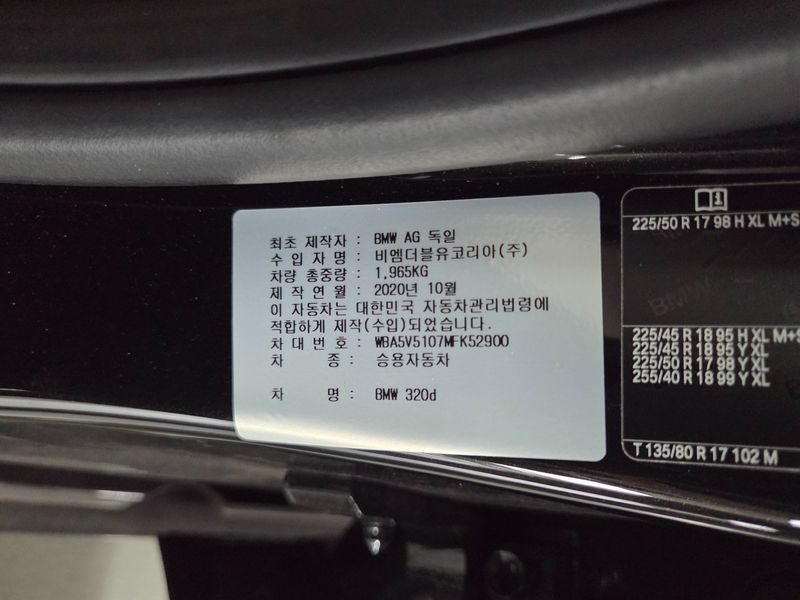 최초 제작자 : BMW AG 독일
수 입 자 명 : 비엠더블유코리아(주)
차량 총중량 : 1,965KG
제 작 연 월 : 2020년 10월
이 자동차는 대한민국 자동차관리법령에
적합하게 제작(수입)되었습니다.
차 대 번 호 : WBA5V5107MFK52900
차 종 : 승용자동차
차 명 : BMW 320d
225/50 R 17 98 H XL M+S
225/45 R 18 95 H XL M+S
225/45 R 18 95 Y XL
225/50 R 17 98 Y XL
255/40 R 18 99 Y XL
T 135/80 R 17 102 M